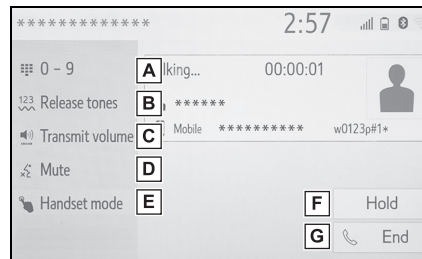 ************* 2:57
0 – 9 A lking... 00:00:01
123 Release tones B ******
Transmit volume C Mobile ********** w0123p#1*
Mute D
Handset mode E
F Hold
G End